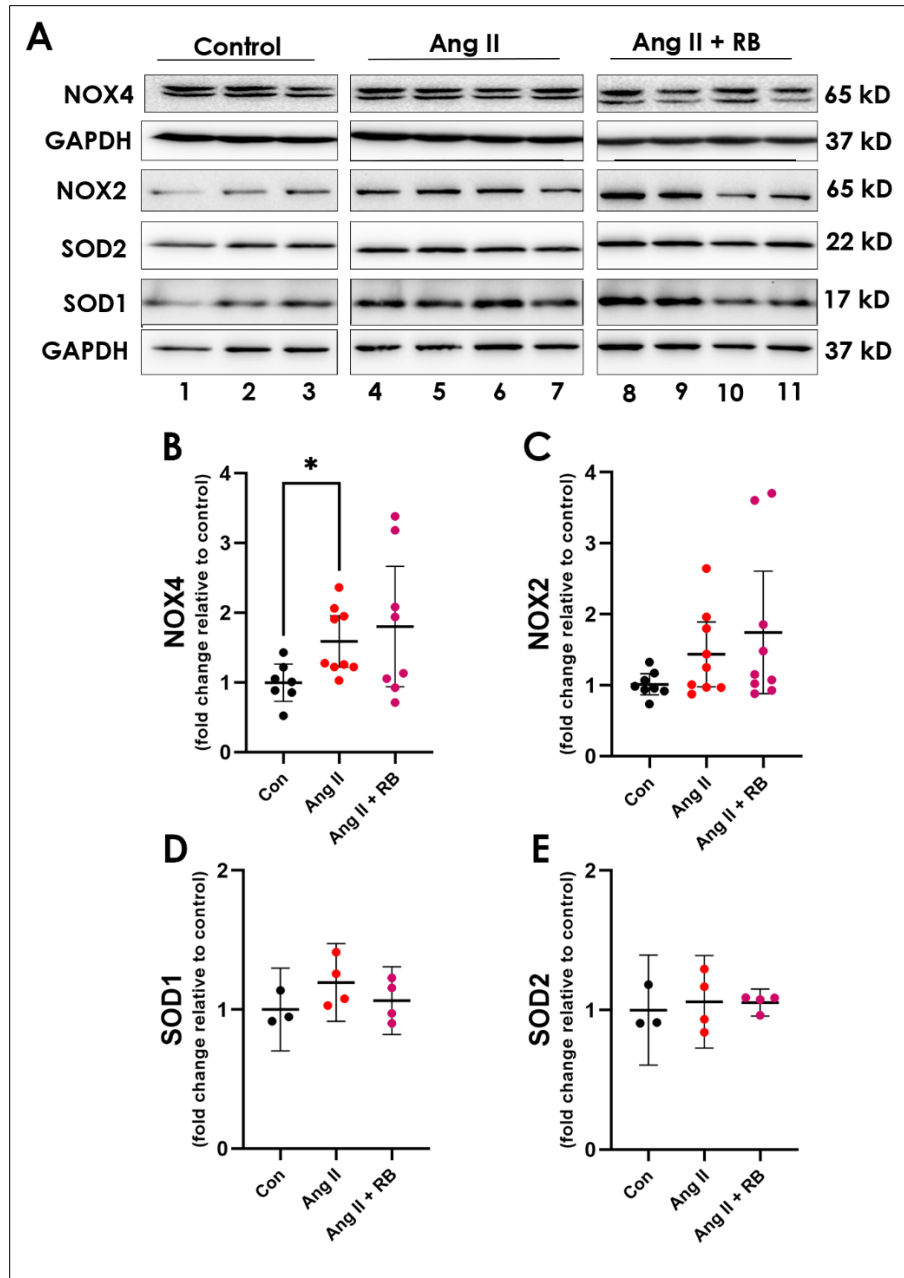 A
Control Ang II Ang II + RB
NOX4 65 kD
GAPDH 37 kD
NOX2 65 kD
SOD2 22 kD
SOD1 17 kD
GAPDH 37 kD
1 2 3 4 5 6 7 8 9 10 11
B
NOX4
(fold change relative to control)
4
3
2
1
0
*
Con Ang II Ang II + RB
C
NOX2
(fold change relative to control)
4
3
2
1
0
Con Ang II Ang II + RB
D
SOD1
(fold change relative to control)
2
1
0
Con Ang II Ang II + RB
E
SOD2
(fold change relative to control)
2
1
0
Con Ang II Ang II + RB